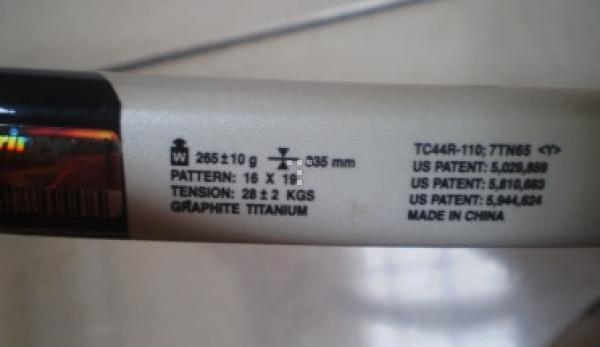 W 265±10 g 335 mm
PATTERN: 16 X 19
TENSION: 28±2 KGS
GRAPHITE TITANIUM
TC44R-110; 7TN65 <Y>
US PATENT: 5,029,859
US PATENT: 5,810,683
US PATENT: 5,944,624
MADE IN CHINA